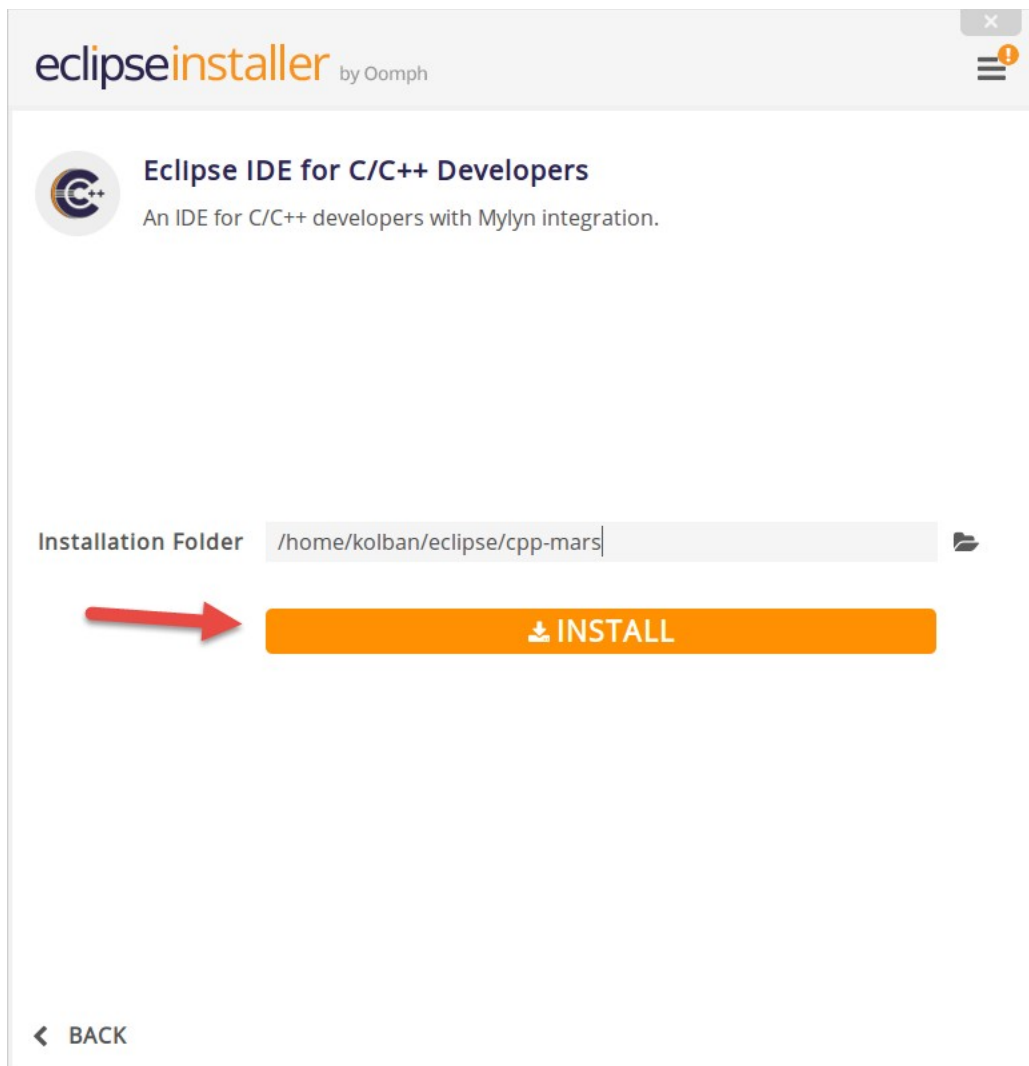 eclipseinstaller by Oomph
!
C++
EclIpse IDE for C/C++ Developers
An IDE for C/C++ developers with Mylyn integration.
Installation Folder /home/kolban/eclipse/cpp-mars
INSTALL
BACK